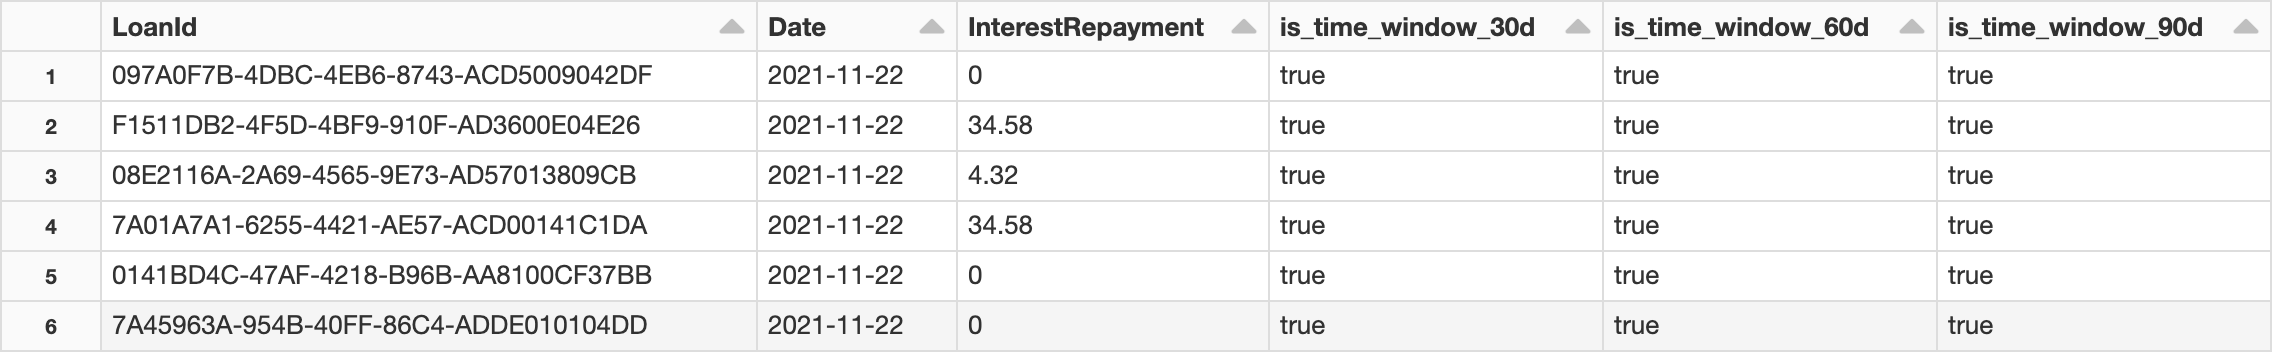 LoanId Date InterestRepayment is_time_window_30d is_time_window_60d is_time_window_90d
1 097A0F7B-4DBC-4EB6-8743-ACD5009042DF 2021-11-22 0 true true true
2 F1511DB2-4F5D-4BF9-910F-AD3600E04E26 2021-11-22 34.58 true true true
3 08E2116A-2A69-4565-9E73-AD57013809CB 2021-11-22 4.32 true true true
4 7A01A7A1-6255-4421-AE57-ACD00141C1DA 2021-11-22 34.58 true true true
5 0141BD4C-47AF-4218-B96B-AA8100CF37BB 2021-11-22 0 true true true
6 7A45963A-954B-40FF-86C4-ADDE010104DD 2021-11-22 0 true true true